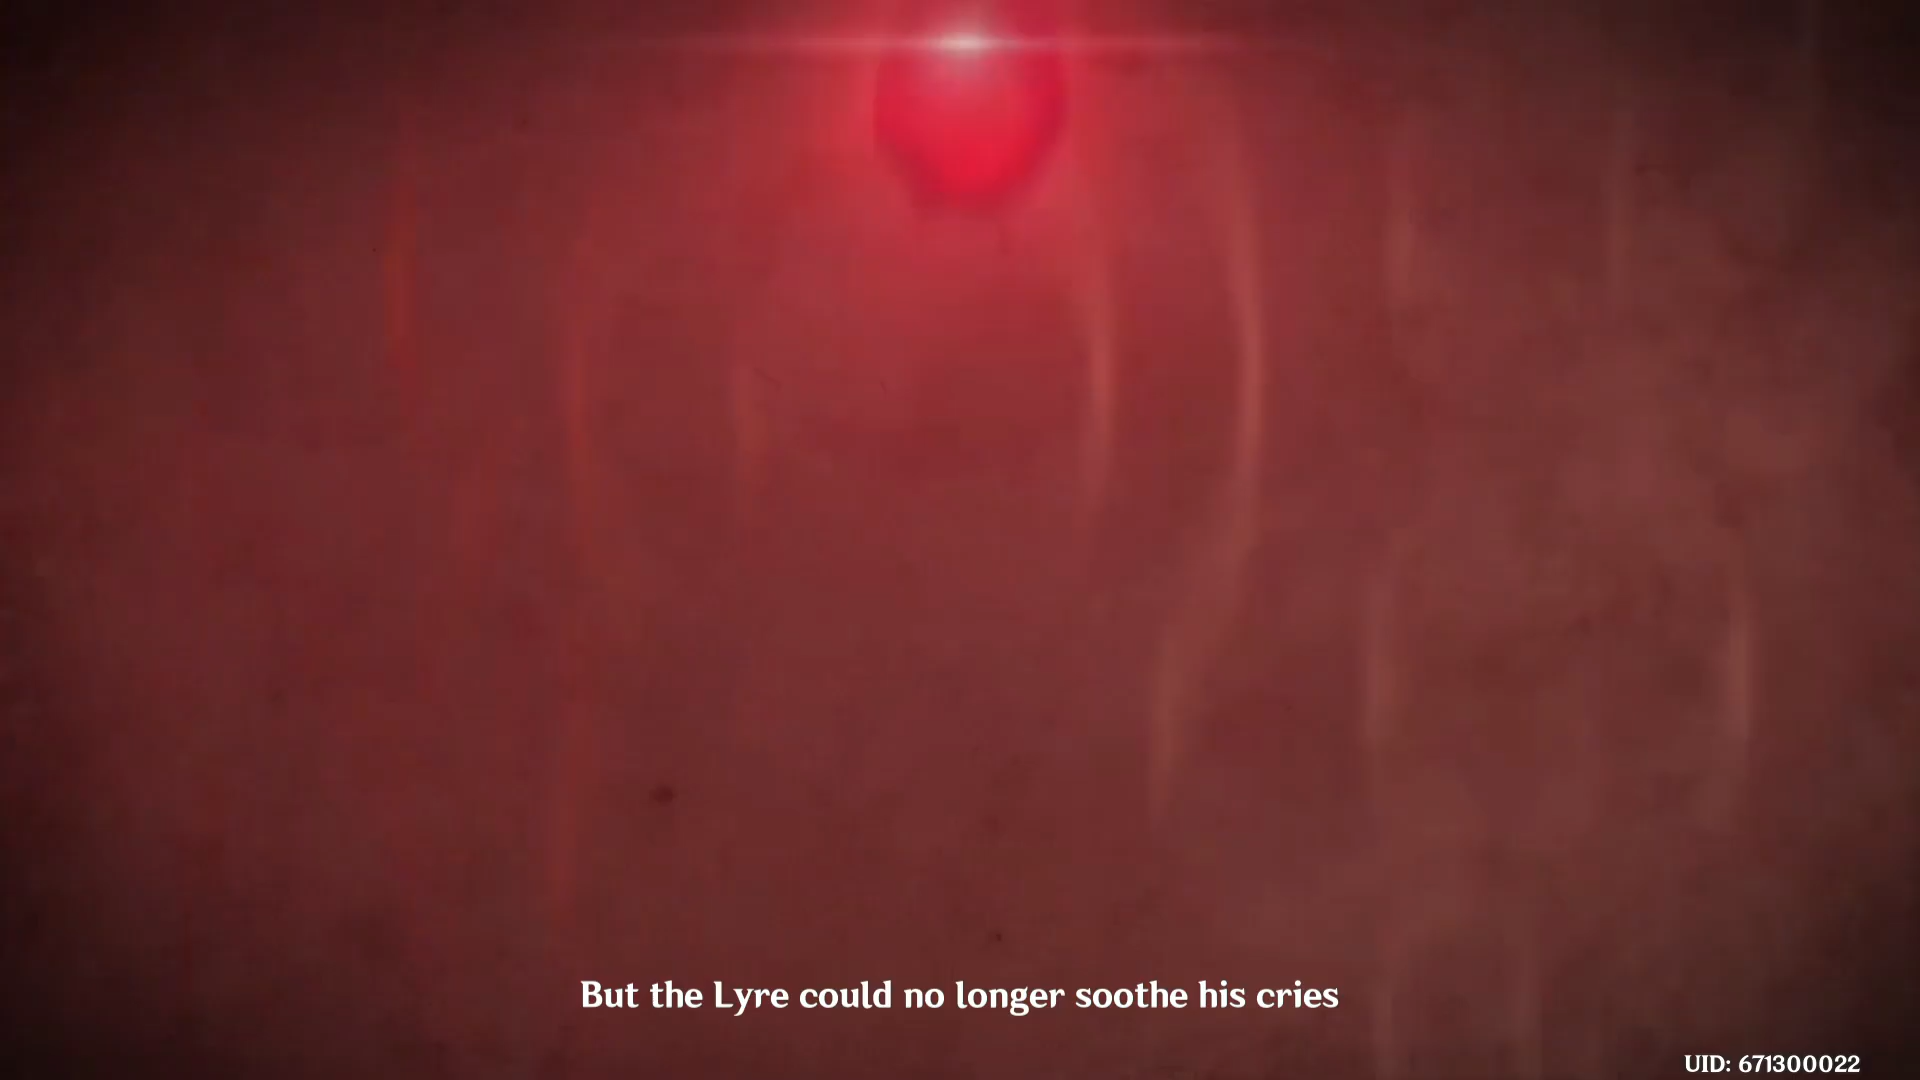 But the Lyre could no longer soothe his cries
UID: 671300022